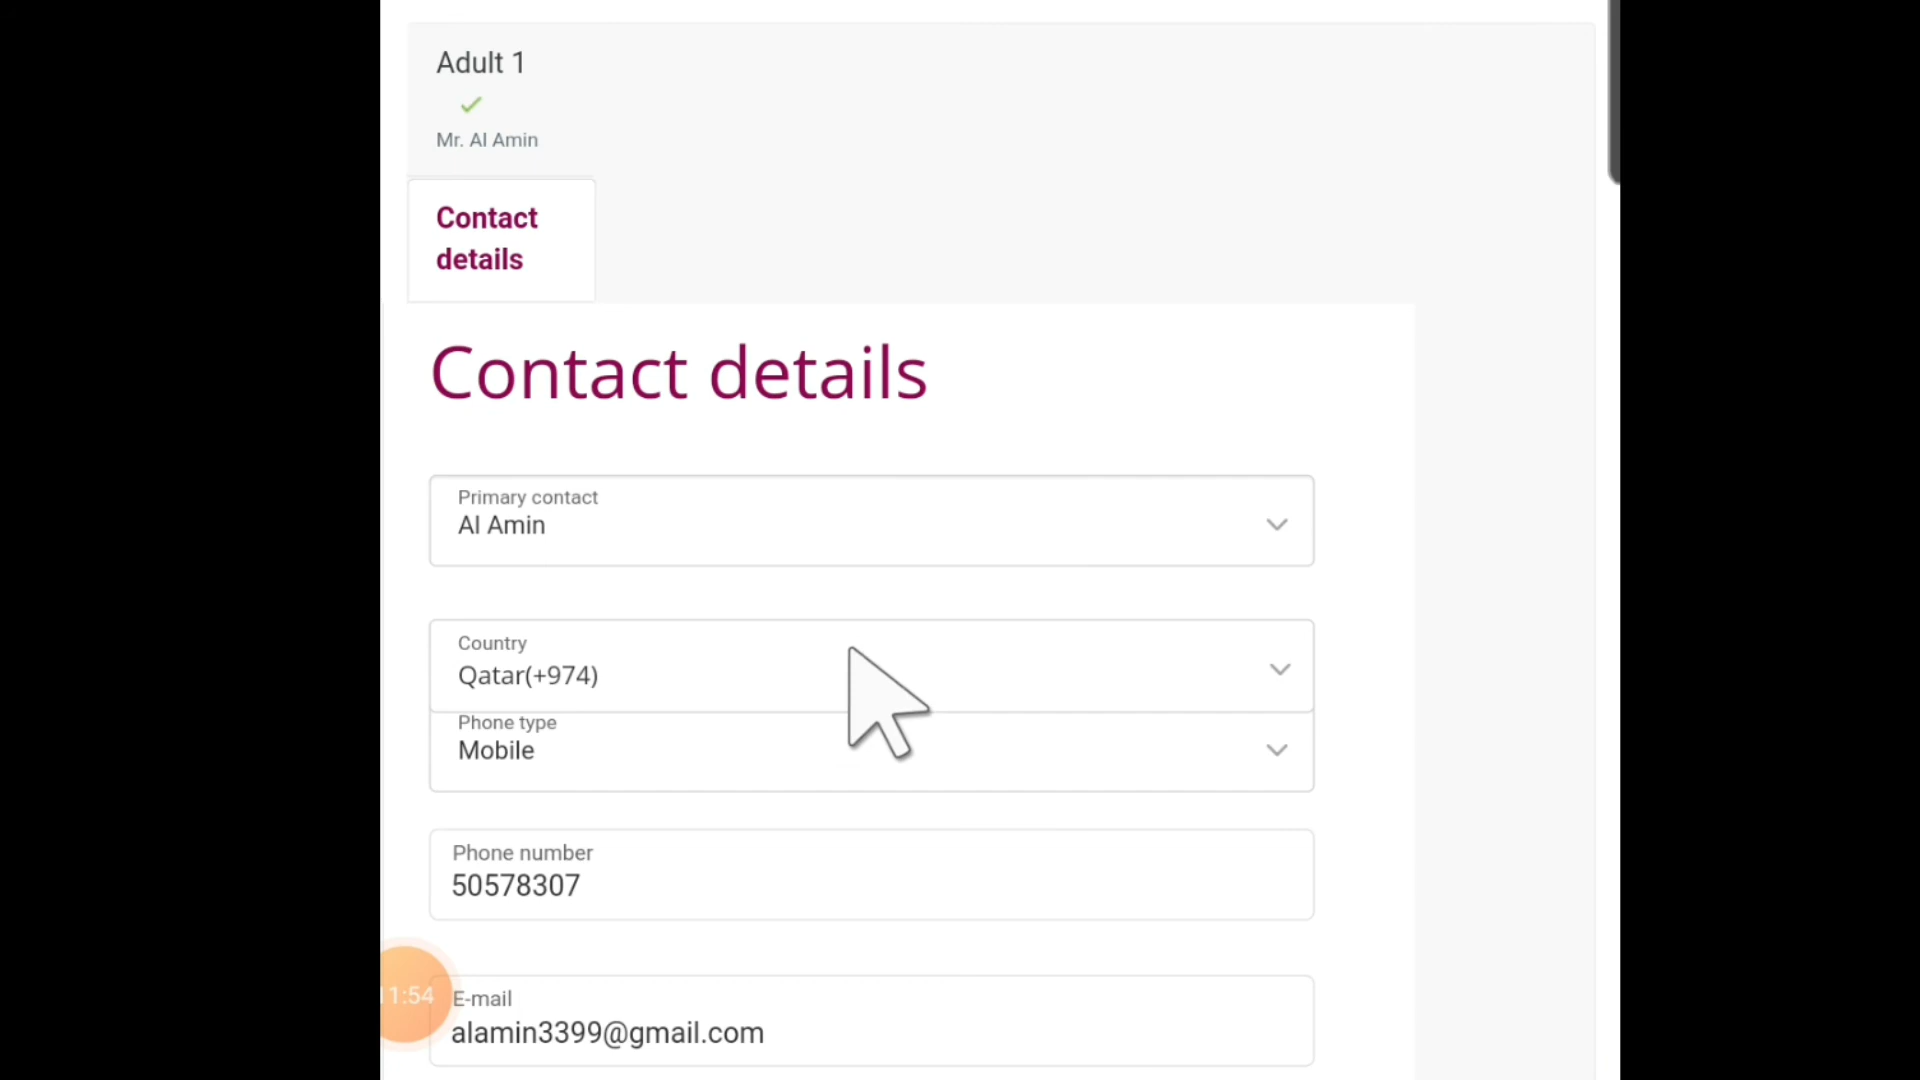 Adult 1
Mr. Al Amin
Contact
details
Contact details
Primary contact
Al Amin
Country
Qatar(+974)
Phone type
Mobile
Phone number
50578307
11:54
E-mail
alamin3399@gmail.com